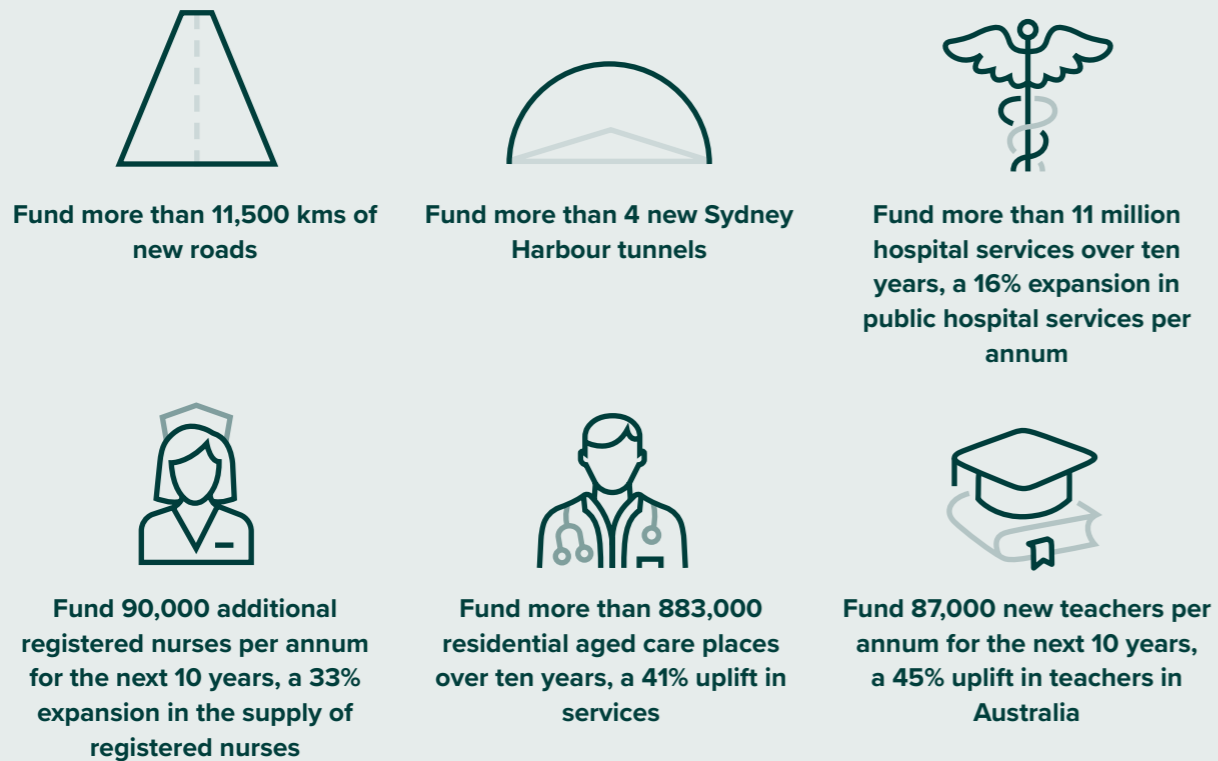 Fund more than 11,500 kms of
new roads
Fund more than 4 new Sydney
Harbour tunnels
Fund more than 11 million
hospital services over ten
years, a 16% expansion in
public hospital services per
annum
Fund 90,000 additional
registered nurses per annum
for the next 10 years, a 33%
expansion in the supply of
registered nurses
Fund more than 883,000
residential aged care places
over ten years, a 41% uplift in
services
Fund 87,000 new teachers per
annum for the next 10 years,
a 45% uplift in teachers in
Australia